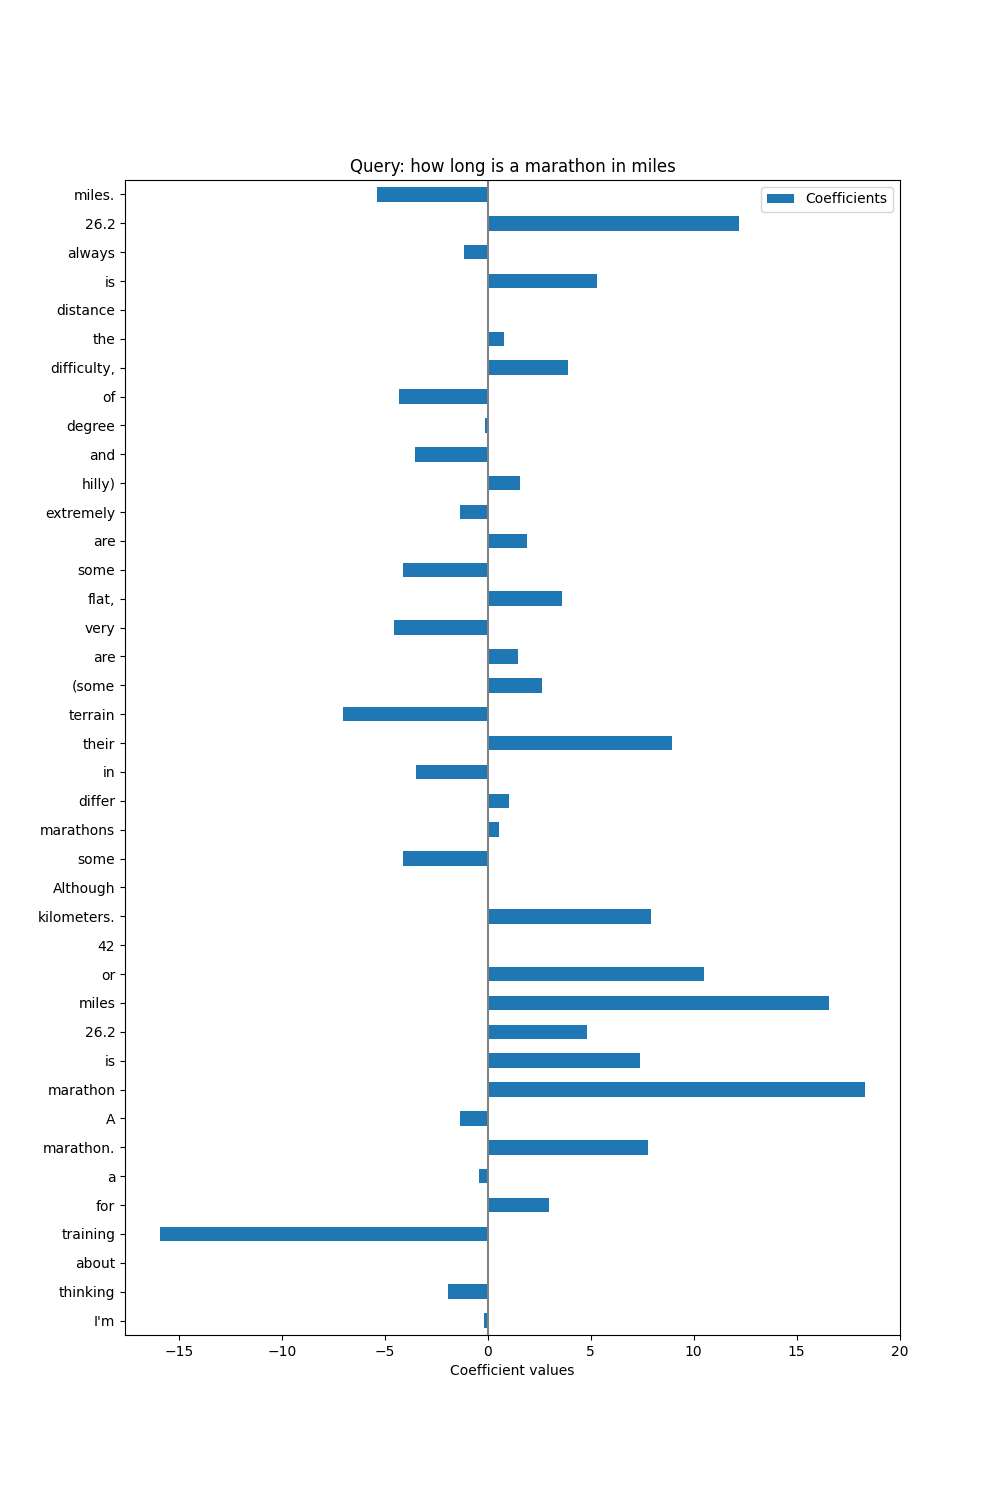 Query: how long is a marathon in miles
Coefficients
miles.
26.2
always
is
distance
the
difficulty,
of
degree
and
hilly)
extremely
are
some
flat,
very
are
(some
terrain
their
in
differ
marathons
some
Although
kilometers.
42
or
miles
26.2
is
marathon
A
marathon.
a
for
training
about
thinking
I'm
−15 −10 −5 0 5 10 15 20
Coefficient values